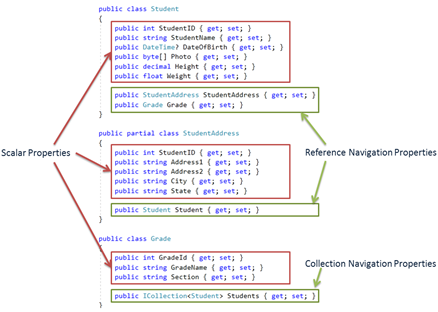 public class Student
{
public int StudentID { get; set; }
public string StudentName { get; set; }
public DateTime? DateOfBirth { get; set; }
public byte[] Photo { get; set; }
public decimal Height { get; set; }
public float Weight { get; set; }
public StudentAddress StudentAddress { get; set; }
public Grade Grade { get; set; }
}
public partial class StudentAddress
{
Scalar Properties
Reference Navigation Properties
public int StudentID { get; set; }
public string Address1 { get; set; }
public string Address2 { get; set; }
public string City { get; set; }
public string State { get; set; }
public Student Student { get; set; }
}
public class Grade
{
public int GradeId { get; set; }
public string GradeName { get; set; }
public string Section { get; set; }
Collection Navigation Properties
public ICollection<Student> Students { get; set; }
}